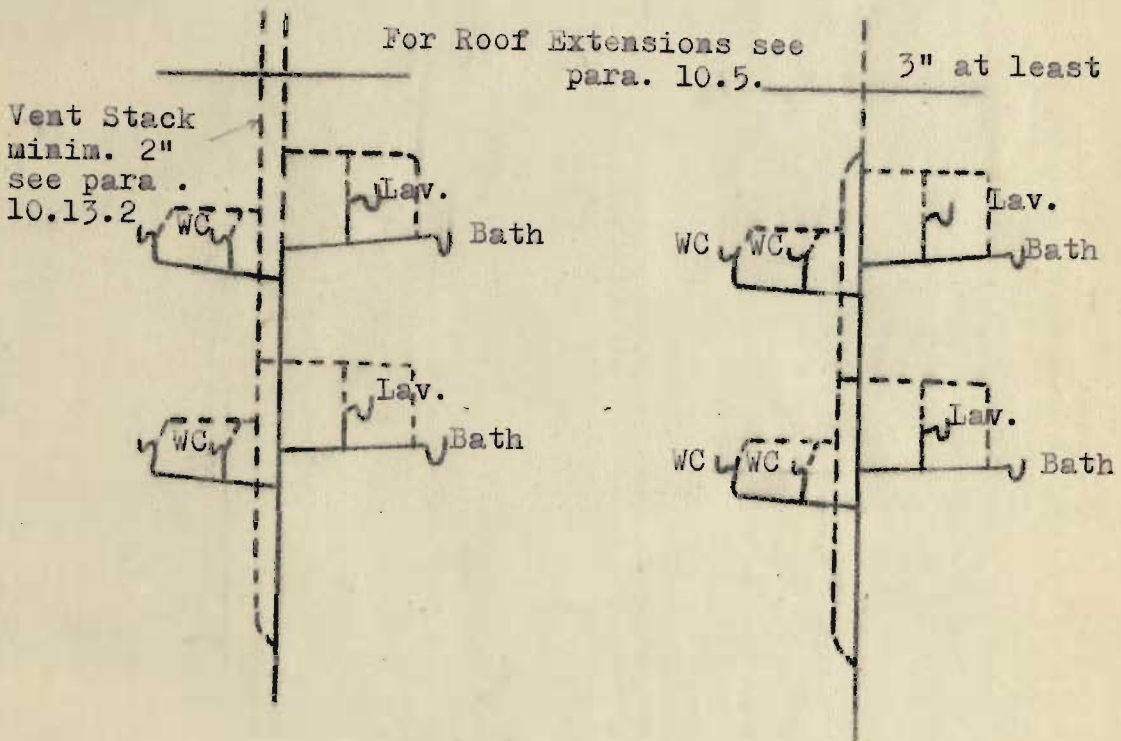 For Roof Extensions see
para. 10.5.
3" at least
Vent Stack
minim. 2"
see para .
10.13.2
WC
Lav.
Bath
WC
Lav.
Bath
WC WC
Lav.
Bath
WC WC
Lav.
Bath